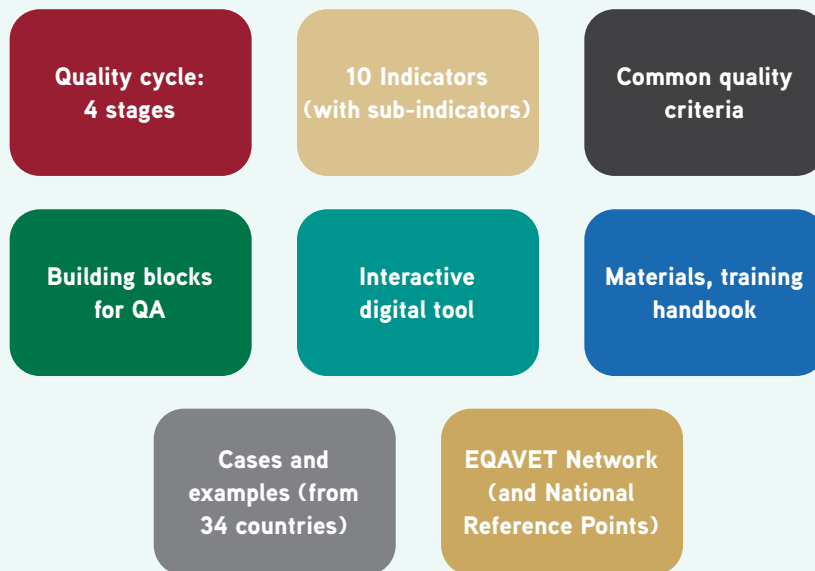 Quality cycle:
4 stages
10 Indicators
(with sub-indicators)
Common quality
criteria
Building blocks
for QA
Interactive
digital tool
Materials, training
handbook
Cases and
examples (from
34 countries)
EQAVET Network
(and National
Reference Points)